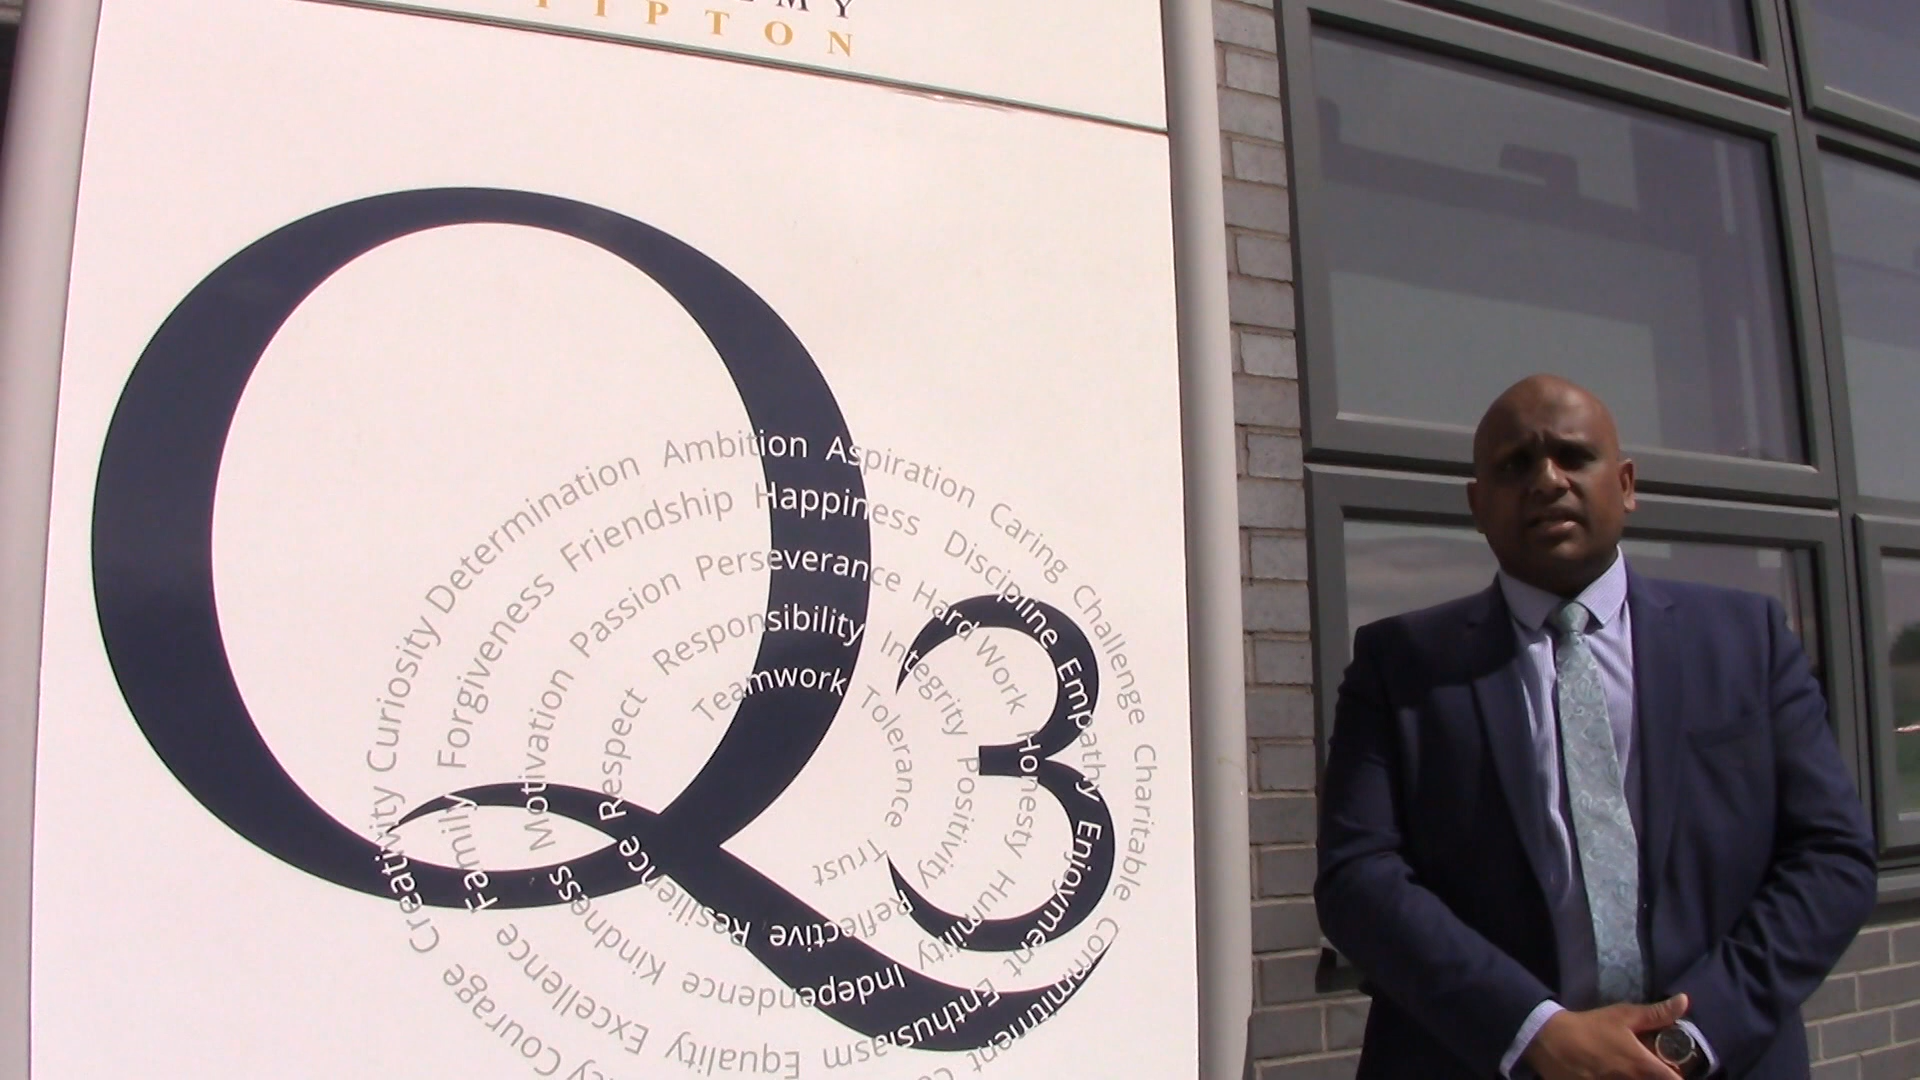 EMY
TIPTON
Q3
Creativity Curiosity Determination Ambition Aspiration Caring Challenge Charitable Commitment
Courage
Family Forgiveness Friendship Happiness Discipline Empathy Enjoyment Enthusiasm Equality Excellence
Motivation Passion Perseverance Hard Work Honesty Humility Independence Kindness
Respect Responsibility Integrity Positivity Reflective Resilience
Teamwork Tolerance Trust